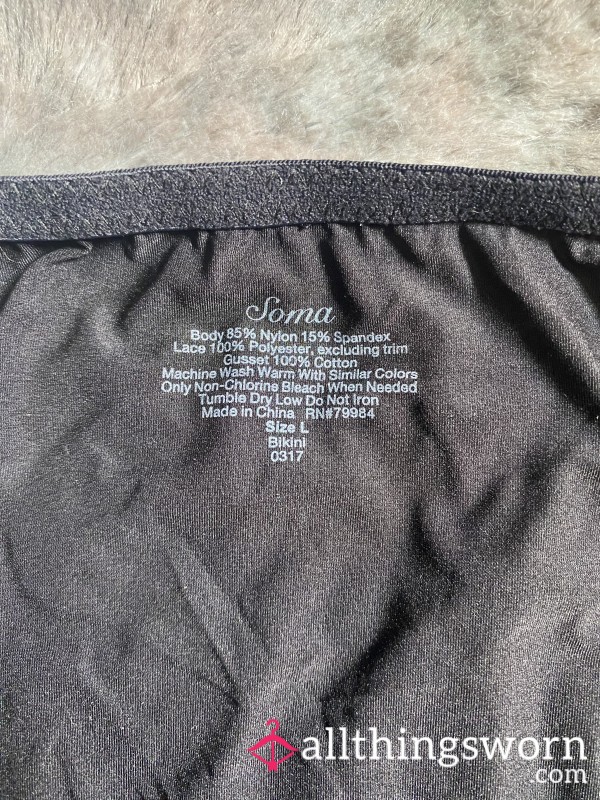 Soma
Body 85% Nylon 15% Spandex
Lace 100% Polyester, excluding trim
Gusset 100% Cotton
Machine Wash Warm With Similar Colors
Only Non-Chlorine Bleach When Needed
Tumble Dry Low Do Not Iron
Made in China RN#79984
Size L
Bikini
0317
allthingsworn
.com